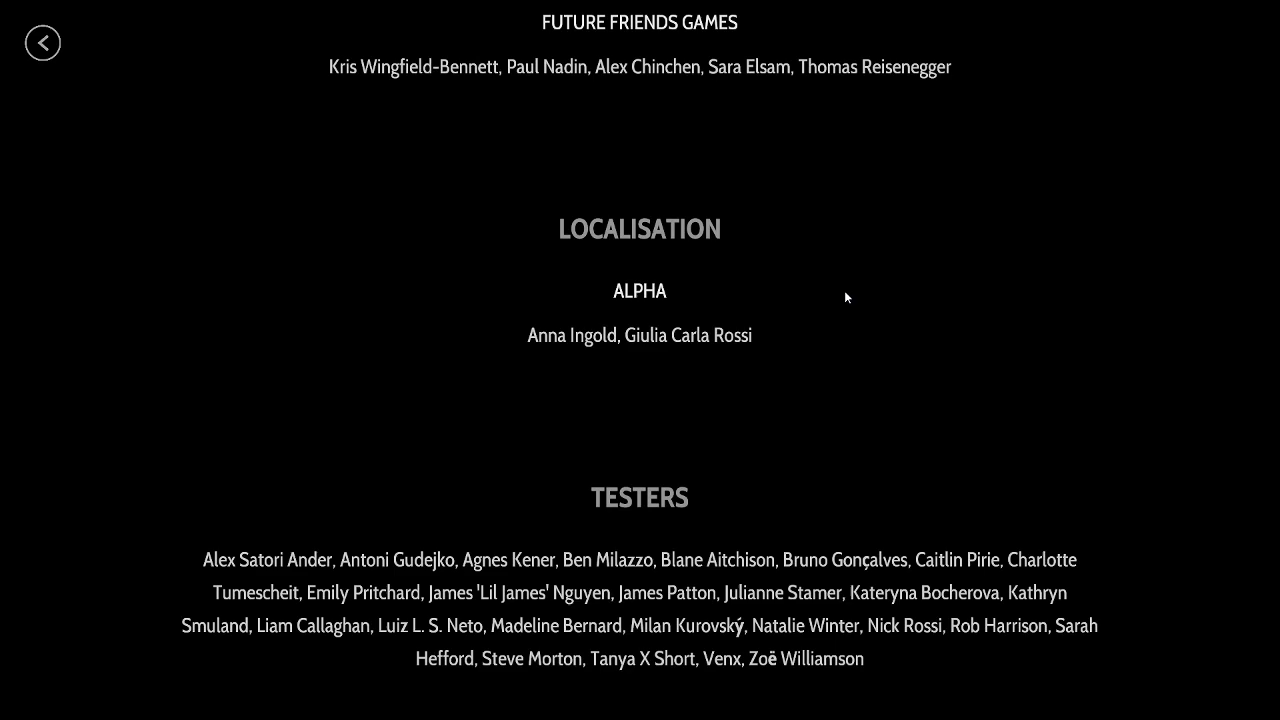 FUTURE FRIENDS GAMES
Kris Wingfield-Bennett, Paul Nadin, Alex Chinchen, Sara Elsam, Thomas Reisenegger
LOCALISATION
ALPHA
Anna Ingold, Giulia Carla Rossi
TESTERS
Alex Satori Ander, Antoni Gudejko, Agnes Kener, Ben Milazzo, Blane Aitchison, Bruno Gonçalves, Caitlin Pirie, Charlotte
Tumescheit, Emily Pritchard, James 'Lil James' Nguyen, James Patton, Julianne Stamer, Kateryna Bocherova, Kathryn
Smuland, Liam Callaghan, Luiz L. S. Neto, Madeline Bernard, Milan Kurovský, Natalie Winter, Nick Rossi, Rob Harrison, Sarah
Hefford, Steve Morton, Tanya X Short, Venx, Zoë Williamson